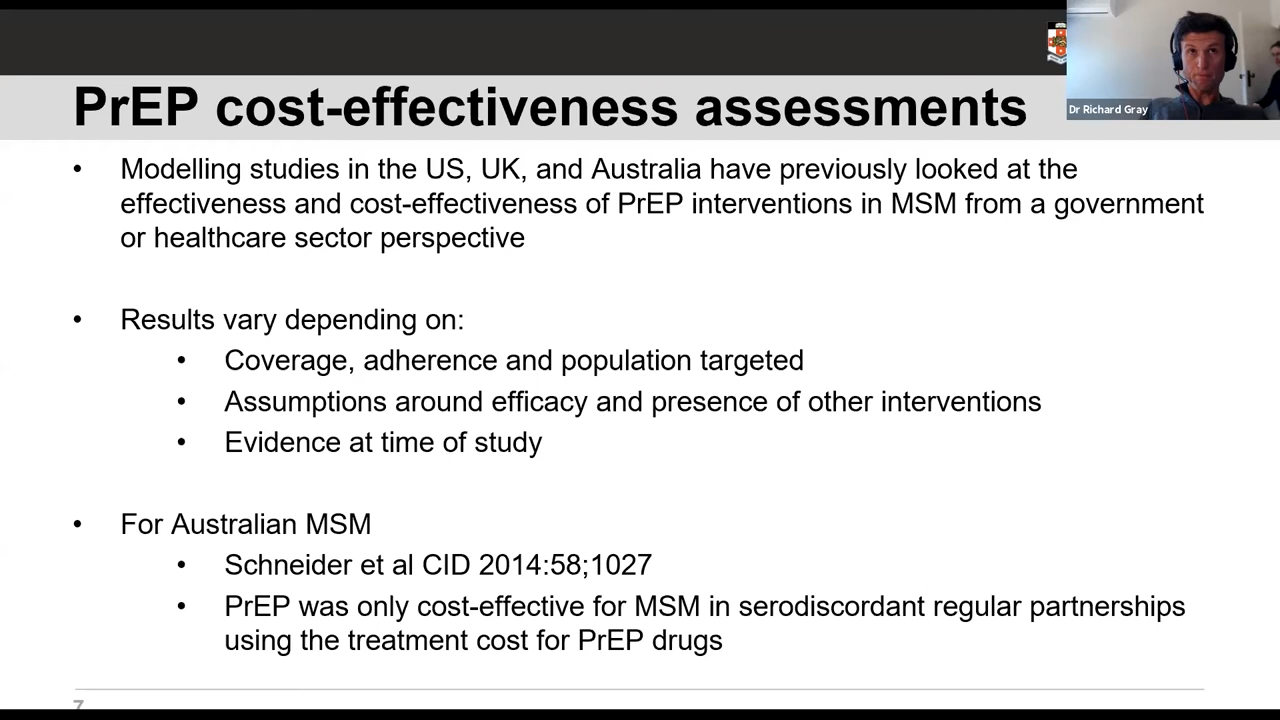 Dr Richard Gray
PrEP cost-effectiveness assessments
• Modelling studies in the US, UK, and Australia have previously looked at the
effectiveness and cost-effectiveness of PrEP interventions in MSM from a government
or healthcare sector perspective
• Results vary depending on:
• Coverage, adherence and population targeted
• Assumptions around efficacy and presence of other interventions
• Evidence at time of study
• For Australian MSM
• Schneider et al CID 2014:58;1027
• PrEP was only cost-effective for MSM in serodiscordant regular partnerships
using the treatment cost for PrEP drugs
7